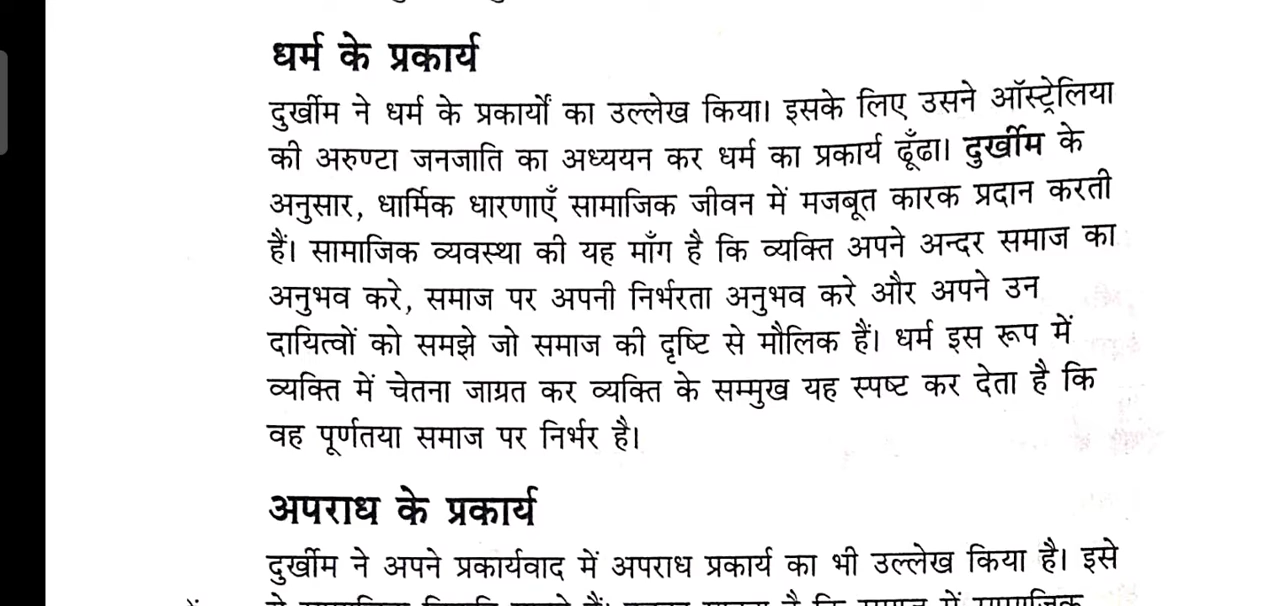 धर्म के प्रकार्य
दुर्खीम ने धर्म के प्रकार्यों का उल्लेख किया। इसके लिए उसने ऑस्ट्रेलिया
की अरुण्टा जनजाति का अध्ययन कर धर्म का प्रकार्य ढूँढा। दुर्खीम के
अनुसार, धार्मिक धारणाएँ सामाजिक जीवन में मजबूत कारक प्रदान करती
हैं। सामाजिक व्यवस्था की यह माँग है कि व्यक्ति अपने अन्दर समाज का
अनुभव करे, समाज पर अपनी निर्भरता अनुभव करे और अपने उन
दायित्वों को समझे जो समाज की दृष्टि से मौलिक हैं। धर्म इस रूप में
व्यक्ति में चेतना जाग्रत कर व्यक्ति के सम्मुख यह स्पष्ट कर देता है कि
वह पूर्णतया समाज पर निर्भर है।
अपराध के प्रकार्य
दुर्खीम ने अपने प्रकार्यवाद में अपराध प्रकार्य का भी उल्लेख किया है। इसे